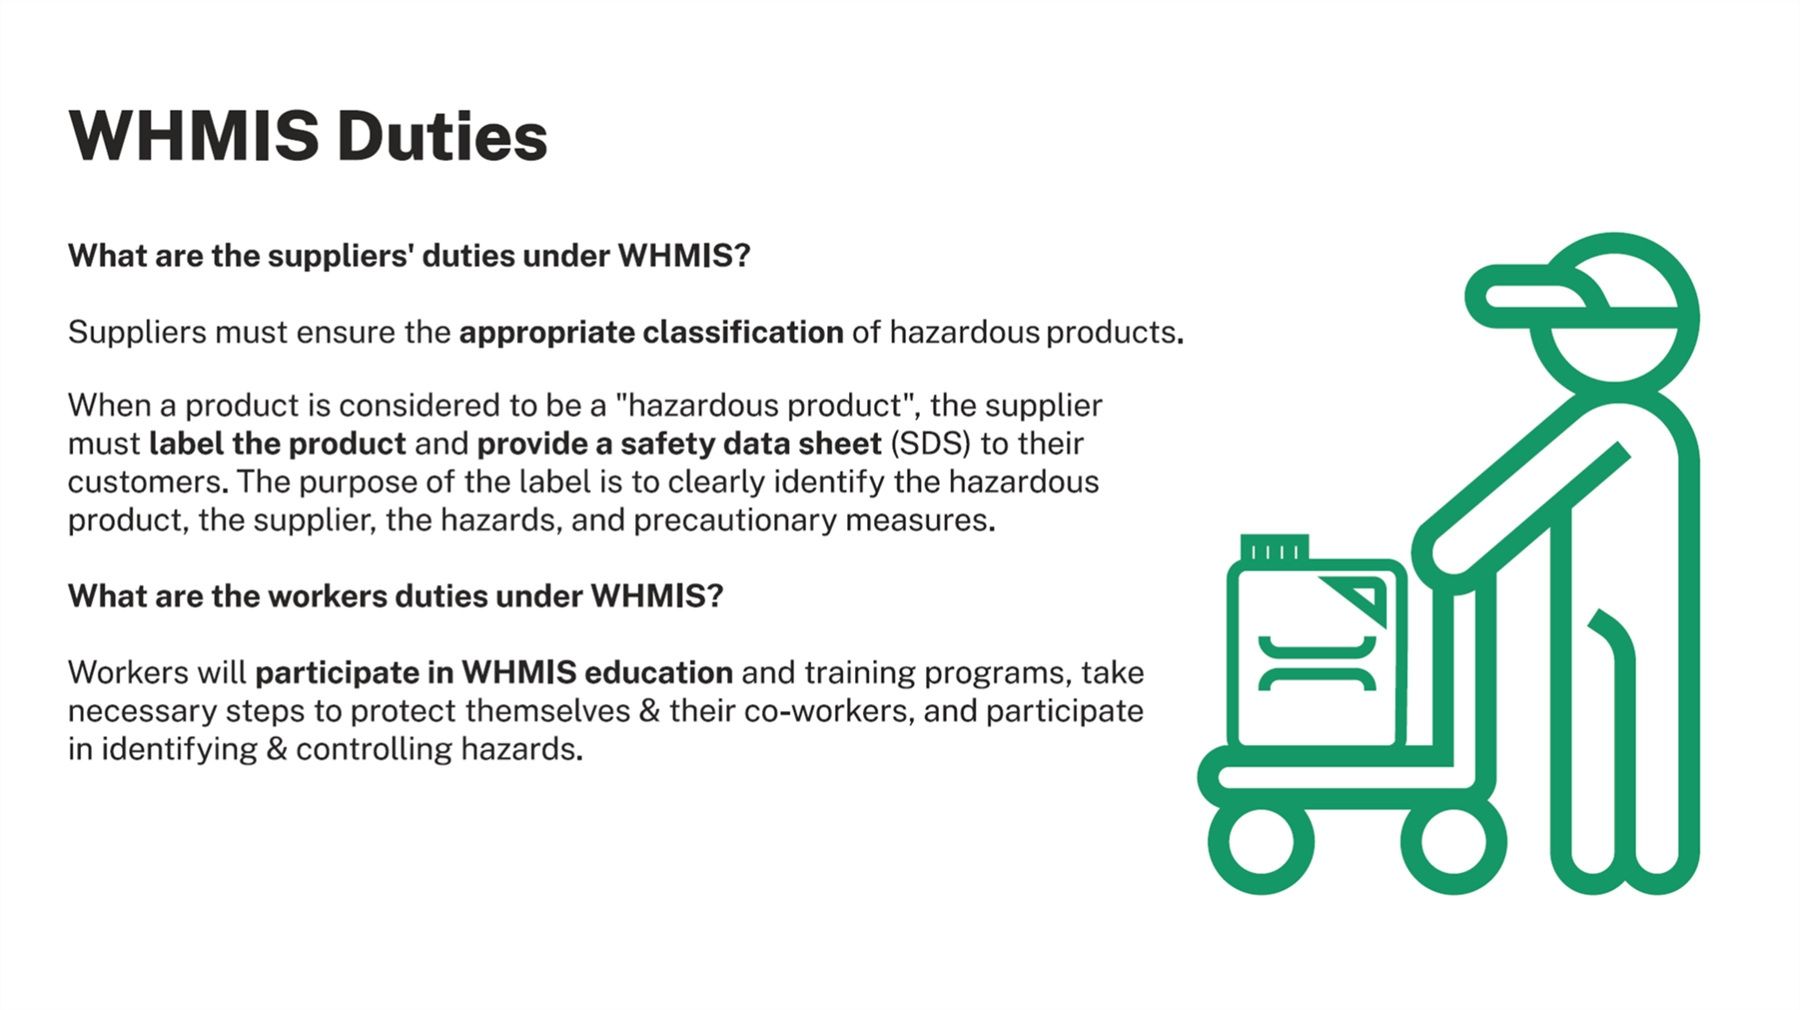 WHMIS Duties
What are the suppliers' duties under WHMIS?
Suppliers must ensure the appropriate classification of hazardous products.
When a product is considered to be a "hazardous product", the supplier
must label the product and provide a safety data sheet (SDS) to their
customers. The purpose of the label is to clearly identify the hazardous
product, the supplier, the hazards, and precautionary measures.
What are the workers duties under WHMIS?
Workers will participate in WHMIS education and training programs, take
necessary steps to protect themselves & their co-workers, and participate
in identifying & controlling hazards.